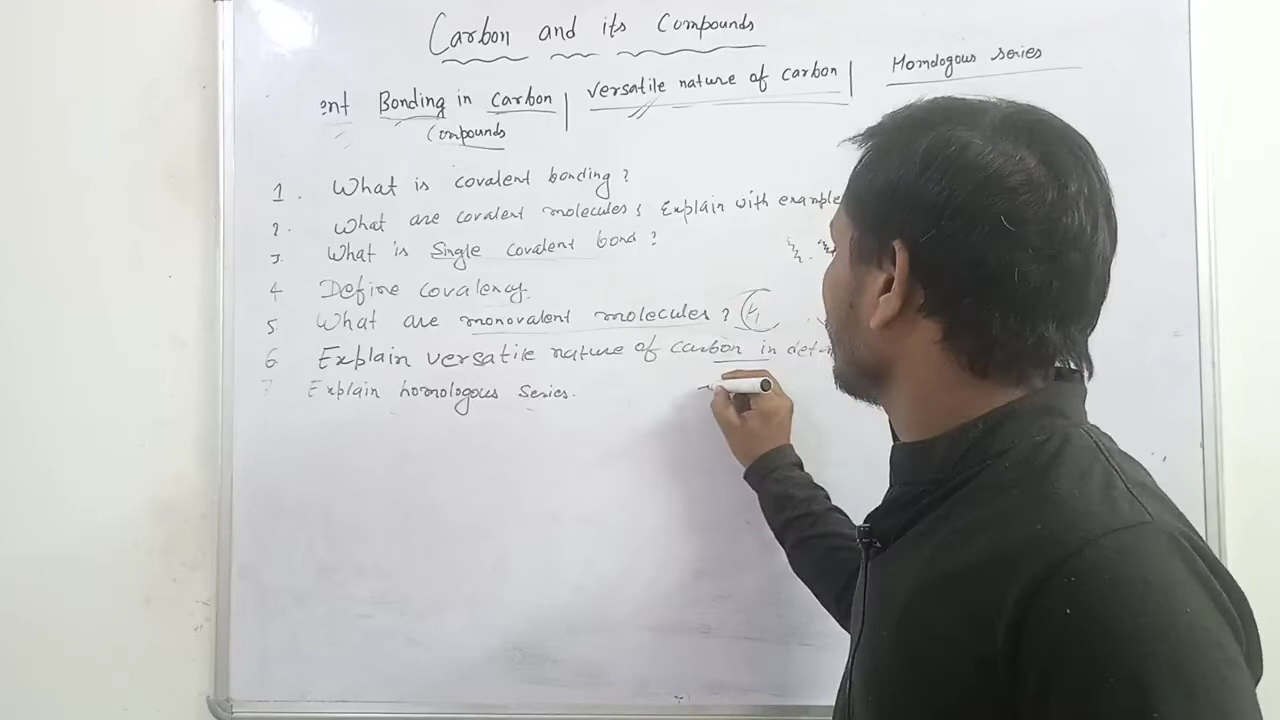 Carbon and its Compounds
ent Bonding in carbon | versatile nature of carbon | Homologous series
Compounds
1. What is covalent bonding?
2. What are covalent molecules; Explain with example
3. What is Single covalent bond?
4 Define covalency.
5 What are monovalent molecules?
6 Explain versatile nature of carbon in
7 Explain homologous series.